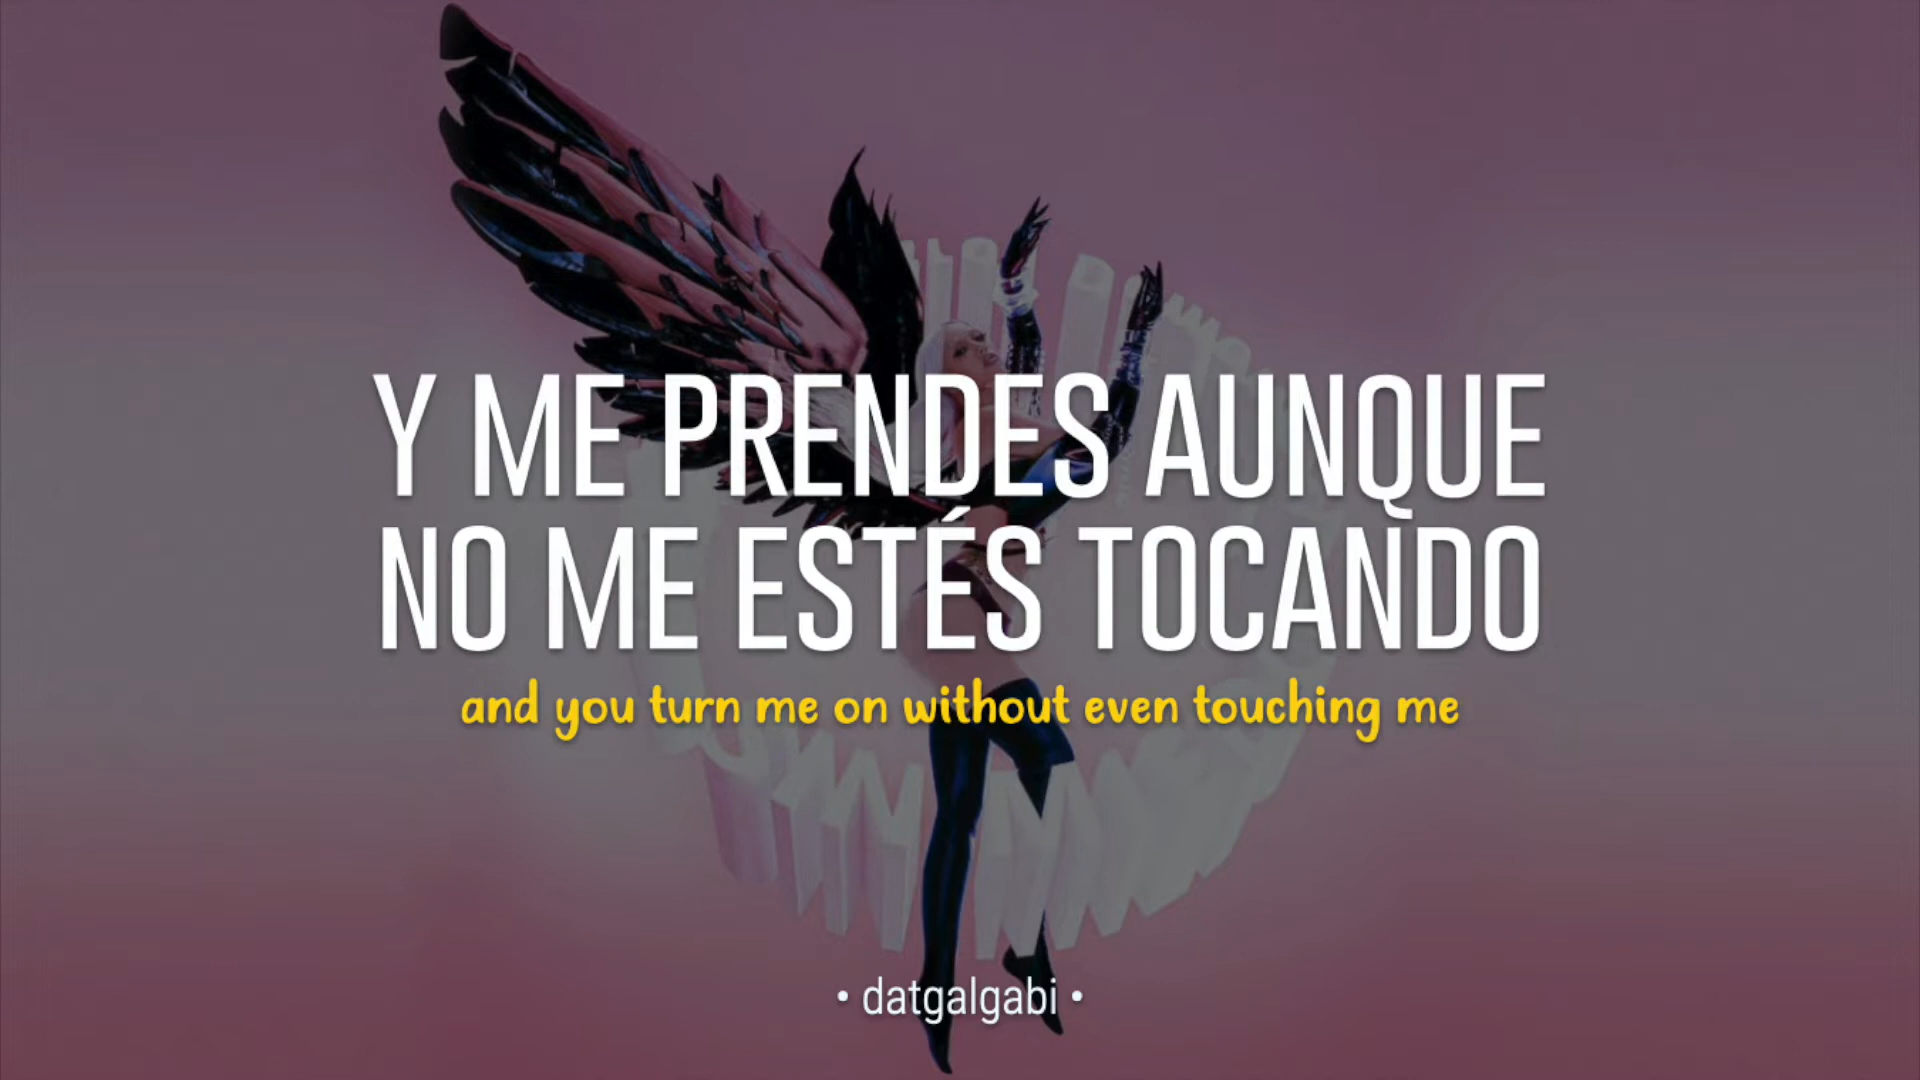 Y ME PRENDES AUNQUE
NO ME ESTÉS TOCANDO
and you turn me on without even touching me
• datgalgabi •